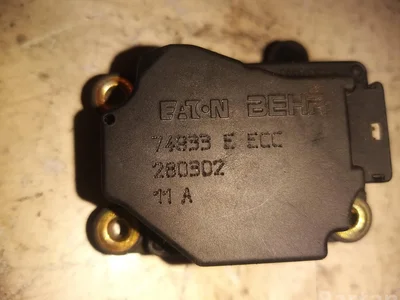 EATON BEHR
74933 E ECC
280302
11 A